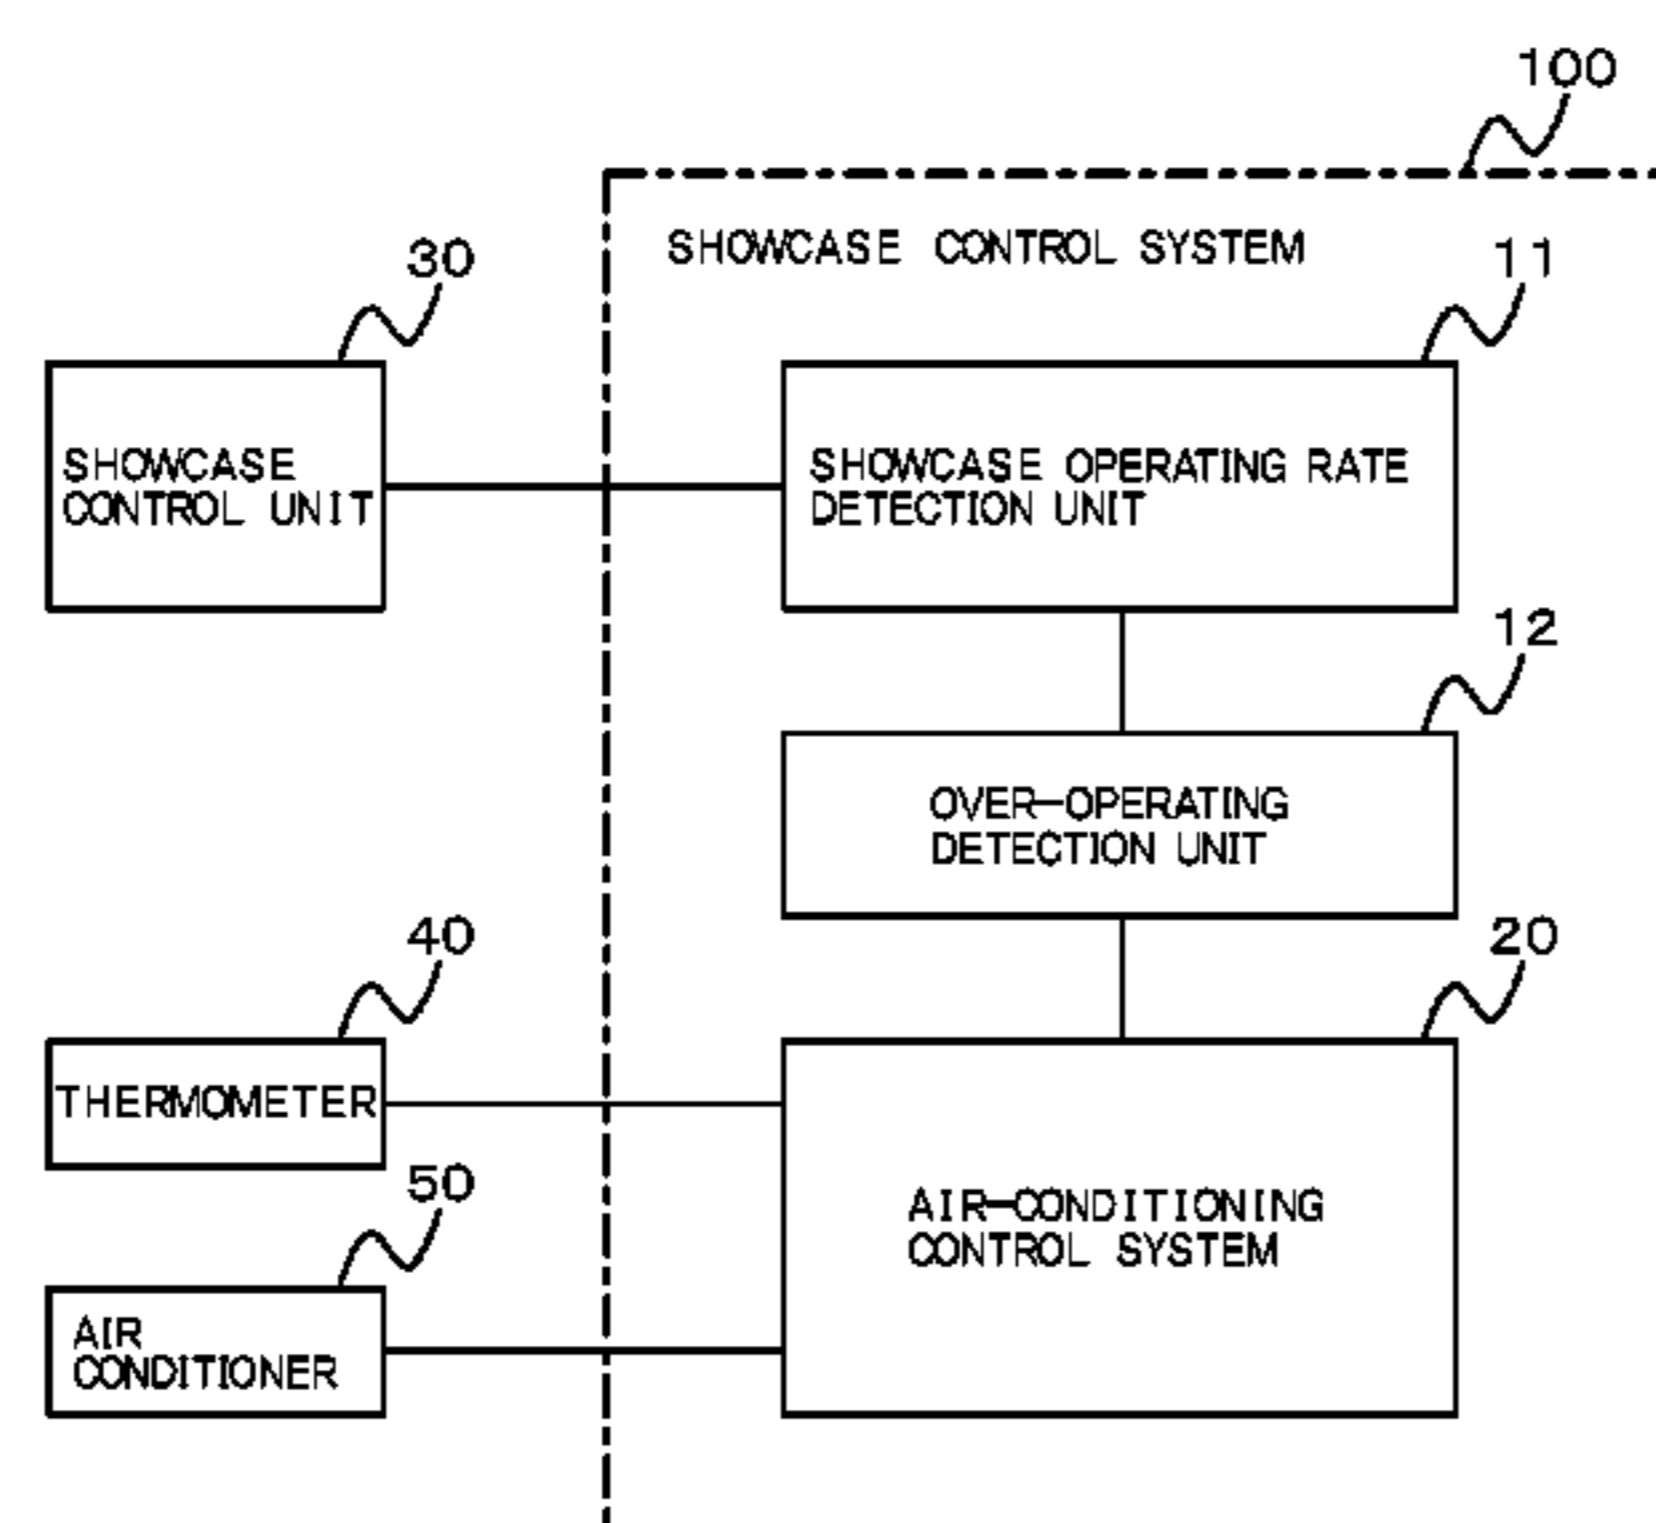 100
SHOWCASE CONTROL SYSTEM
30
11
SHOWCASE
CONTROL UNIT
SHOWCASE OPERATING RATE
DETECTION UNIT
12
OVER-OPERATING
DETECTION UNIT
40
20
THERMOMETER
50
AIR-CONDITIONING
CONTROL SYSTEM
AIR
CONDITIONER